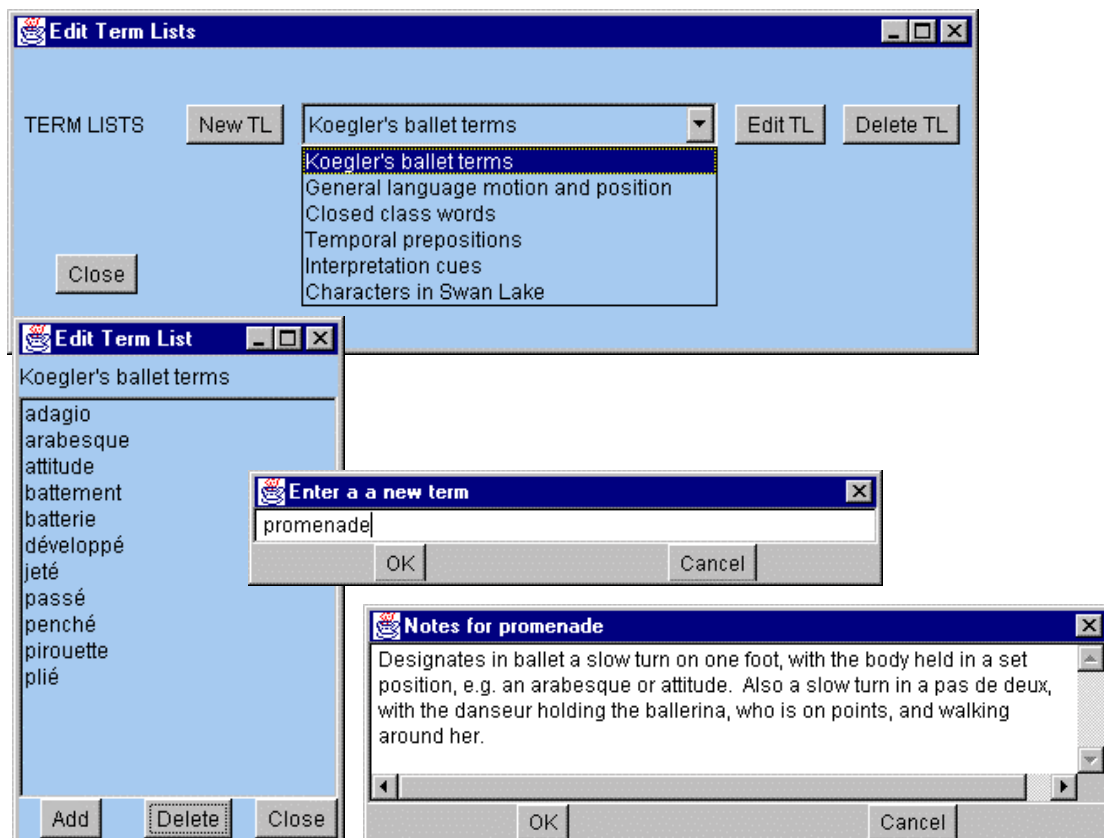 Edit Term Lists
TERM LISTS New TL Koegler's ballet terms Edit TL Delete TL
Koegler's ballet terms
General language motion and position
Closed class words
Temporal prepositions
Interpretation cues
Characters in Swan Lake
Close
Edit Term List
Koegler's ballet terms
adagio
arabesque
attitude
battement
batterie
développé
jeté
passé
penché
pirouette
plié
Add Delete Close
Enter a a new term
promenade
OK Cancel
Notes for promenade
Designates in ballet a slow turn on one foot, with the body held in a set
position, e.g. an arabesque or attitude. Also a slow turn in a pas de deux,
with the danseur holding the ballerina, who is on points, and walking
around her.
OK Cancel